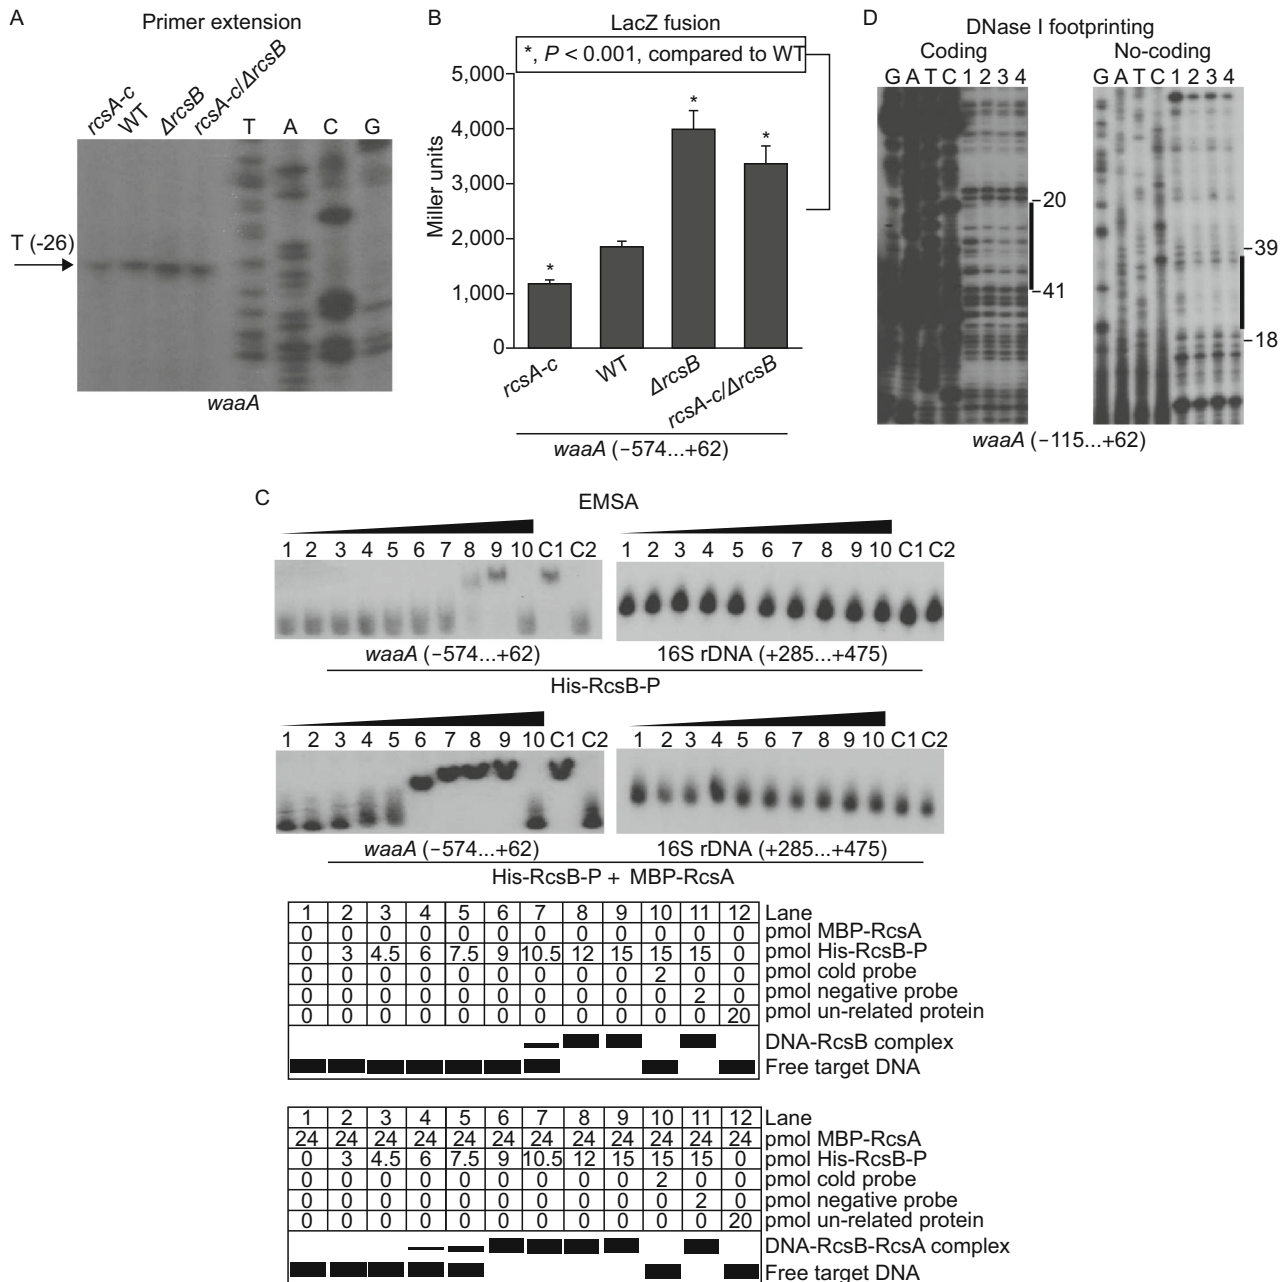 A
Primer extension
rcsA-c
WT
ΔrcsB
rcsA-c/ΔrcsB
T A C G
T (-26)
waaA
B
LacZ fusion
*, P < 0.001, compared to WT
Miller units
5,000
4,000
3,000
2,000
1,000
0
*
*
*
rcsA-c
WT
ΔrcsB
rcsA-c/ΔrcsB
waaA (−574...+62)
D
DNase I footprinting
Coding
No-coding
G A T C 1 2 3 4
G A T C 1 2 3 4
−20
−41
−39
−18
waaA (−115...+62)
C
EMSA
1 2 3 4 5 6 7 8 9 10 C1 C2
1 2 3 4 5 6 7 8 9 10 C1 C2
waaA (−574...+62)
16S rDNA (+285...+475)
His-RcsB-P
1 2 3 4 5 6 7 8 9 10 C1 C2
1 2 3 4 5 6 7 8 9 10 C1 C2
waaA (−574...+62)
16S rDNA (+285...+475)
His-RcsB-P + MBP-RcsA
1 2 3 4 5 6 7 8 9 10 11 12 Lane
0 0 0 0 0 0 0 0 0 0 0 0 pmol MBP-RcsA
0 3 4.5 6 7.5 9 10.5 12 15 15 15 0 pmol His-RcsB-P
0 0 0 0 0 0 0 0 0 2 0 0 pmol cold probe
0 0 0 0 0 0 0 0 0 0 2 0 pmol negative probe
0 0 0 0 0 0 0 0 0 0 0 20 pmol un-related protein
DNA-RcsB complex
Free target DNA
1 2 3 4 5 6 7 8 9 10 11 12 Lane
24 24 24 24 24 24 24 24 24 24 24 24 pmol MBP-RcsA
0 3 4.5 6 7.5 9 10.5 12 15 15 15 0 pmol His-RcsB-P
0 0 0 0 0 0 0 0 0 2 0 0 pmol cold probe
0 0 0 0 0 0 0 0 0 0 2 0 pmol negative probe
0 0 0 0 0 0 0 0 0 0 0 20 pmol un-related protein
DNA-RcsB-RcsA complex
Free target DNA